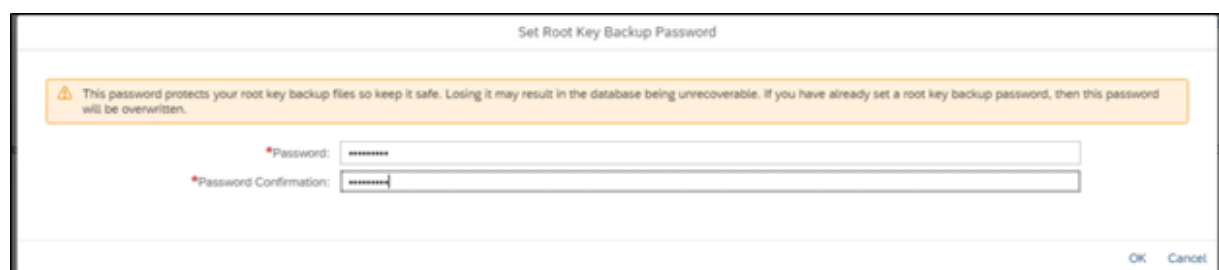 Set Root Key Backup Password
This password protects your root key backup files so keep it safe. Losing it may result in the database being unrecoverable. If you have already set a root key backup password, then this password
will be overwritten.
*Password: •••••••••
*Password Confirmation: •••••••••
OK Cancel